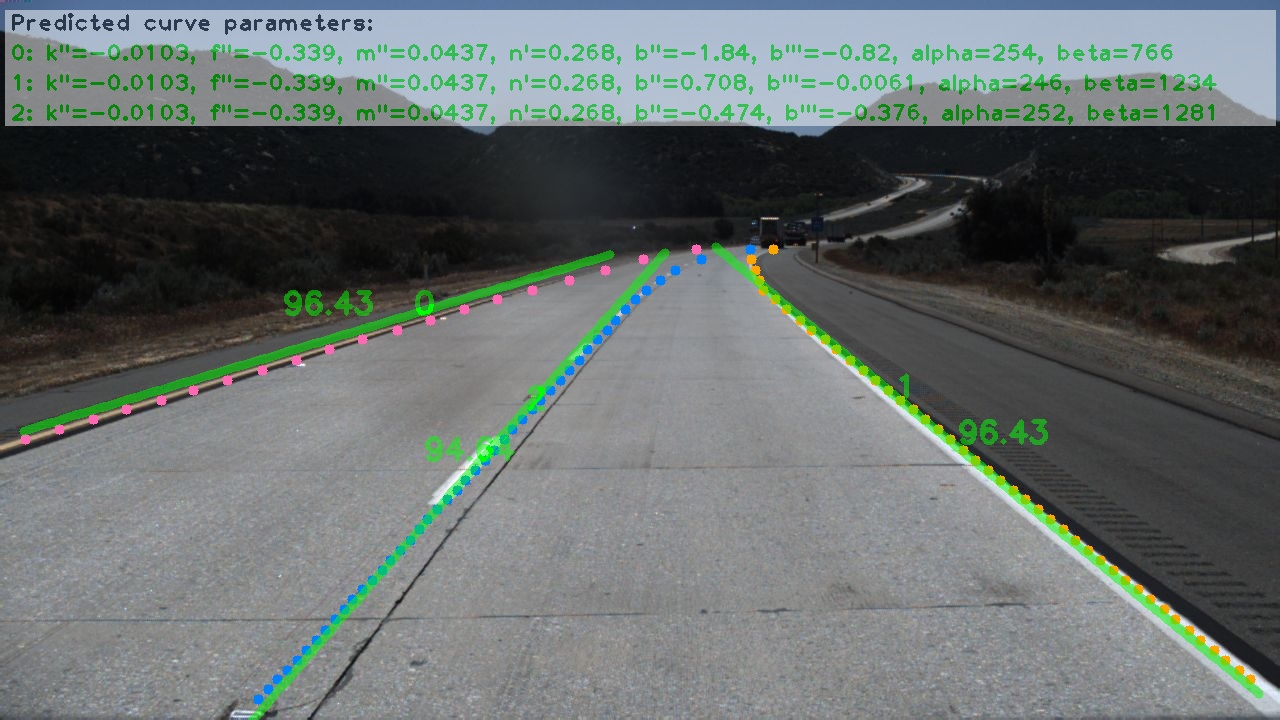 Predicted curve parameters:
0: k''=-0.0103, f''=-0.339, m''=0.0437, n'=0.268, b''=-1.84, b'''=-0.82, alpha=254, beta=766
1: k''=-0.0103, f''=-0.339, m''=0.0437, n'=0.268, b''=0.708, b'''=-0.0061, alpha=246, beta=1234
2: k''=-0.0103, f''=-0.339, m''=0.0437, n'=0.268, b''=-0.474, b'''=-0.376, alpha=252, beta=1281
96.43 0
1
96.43